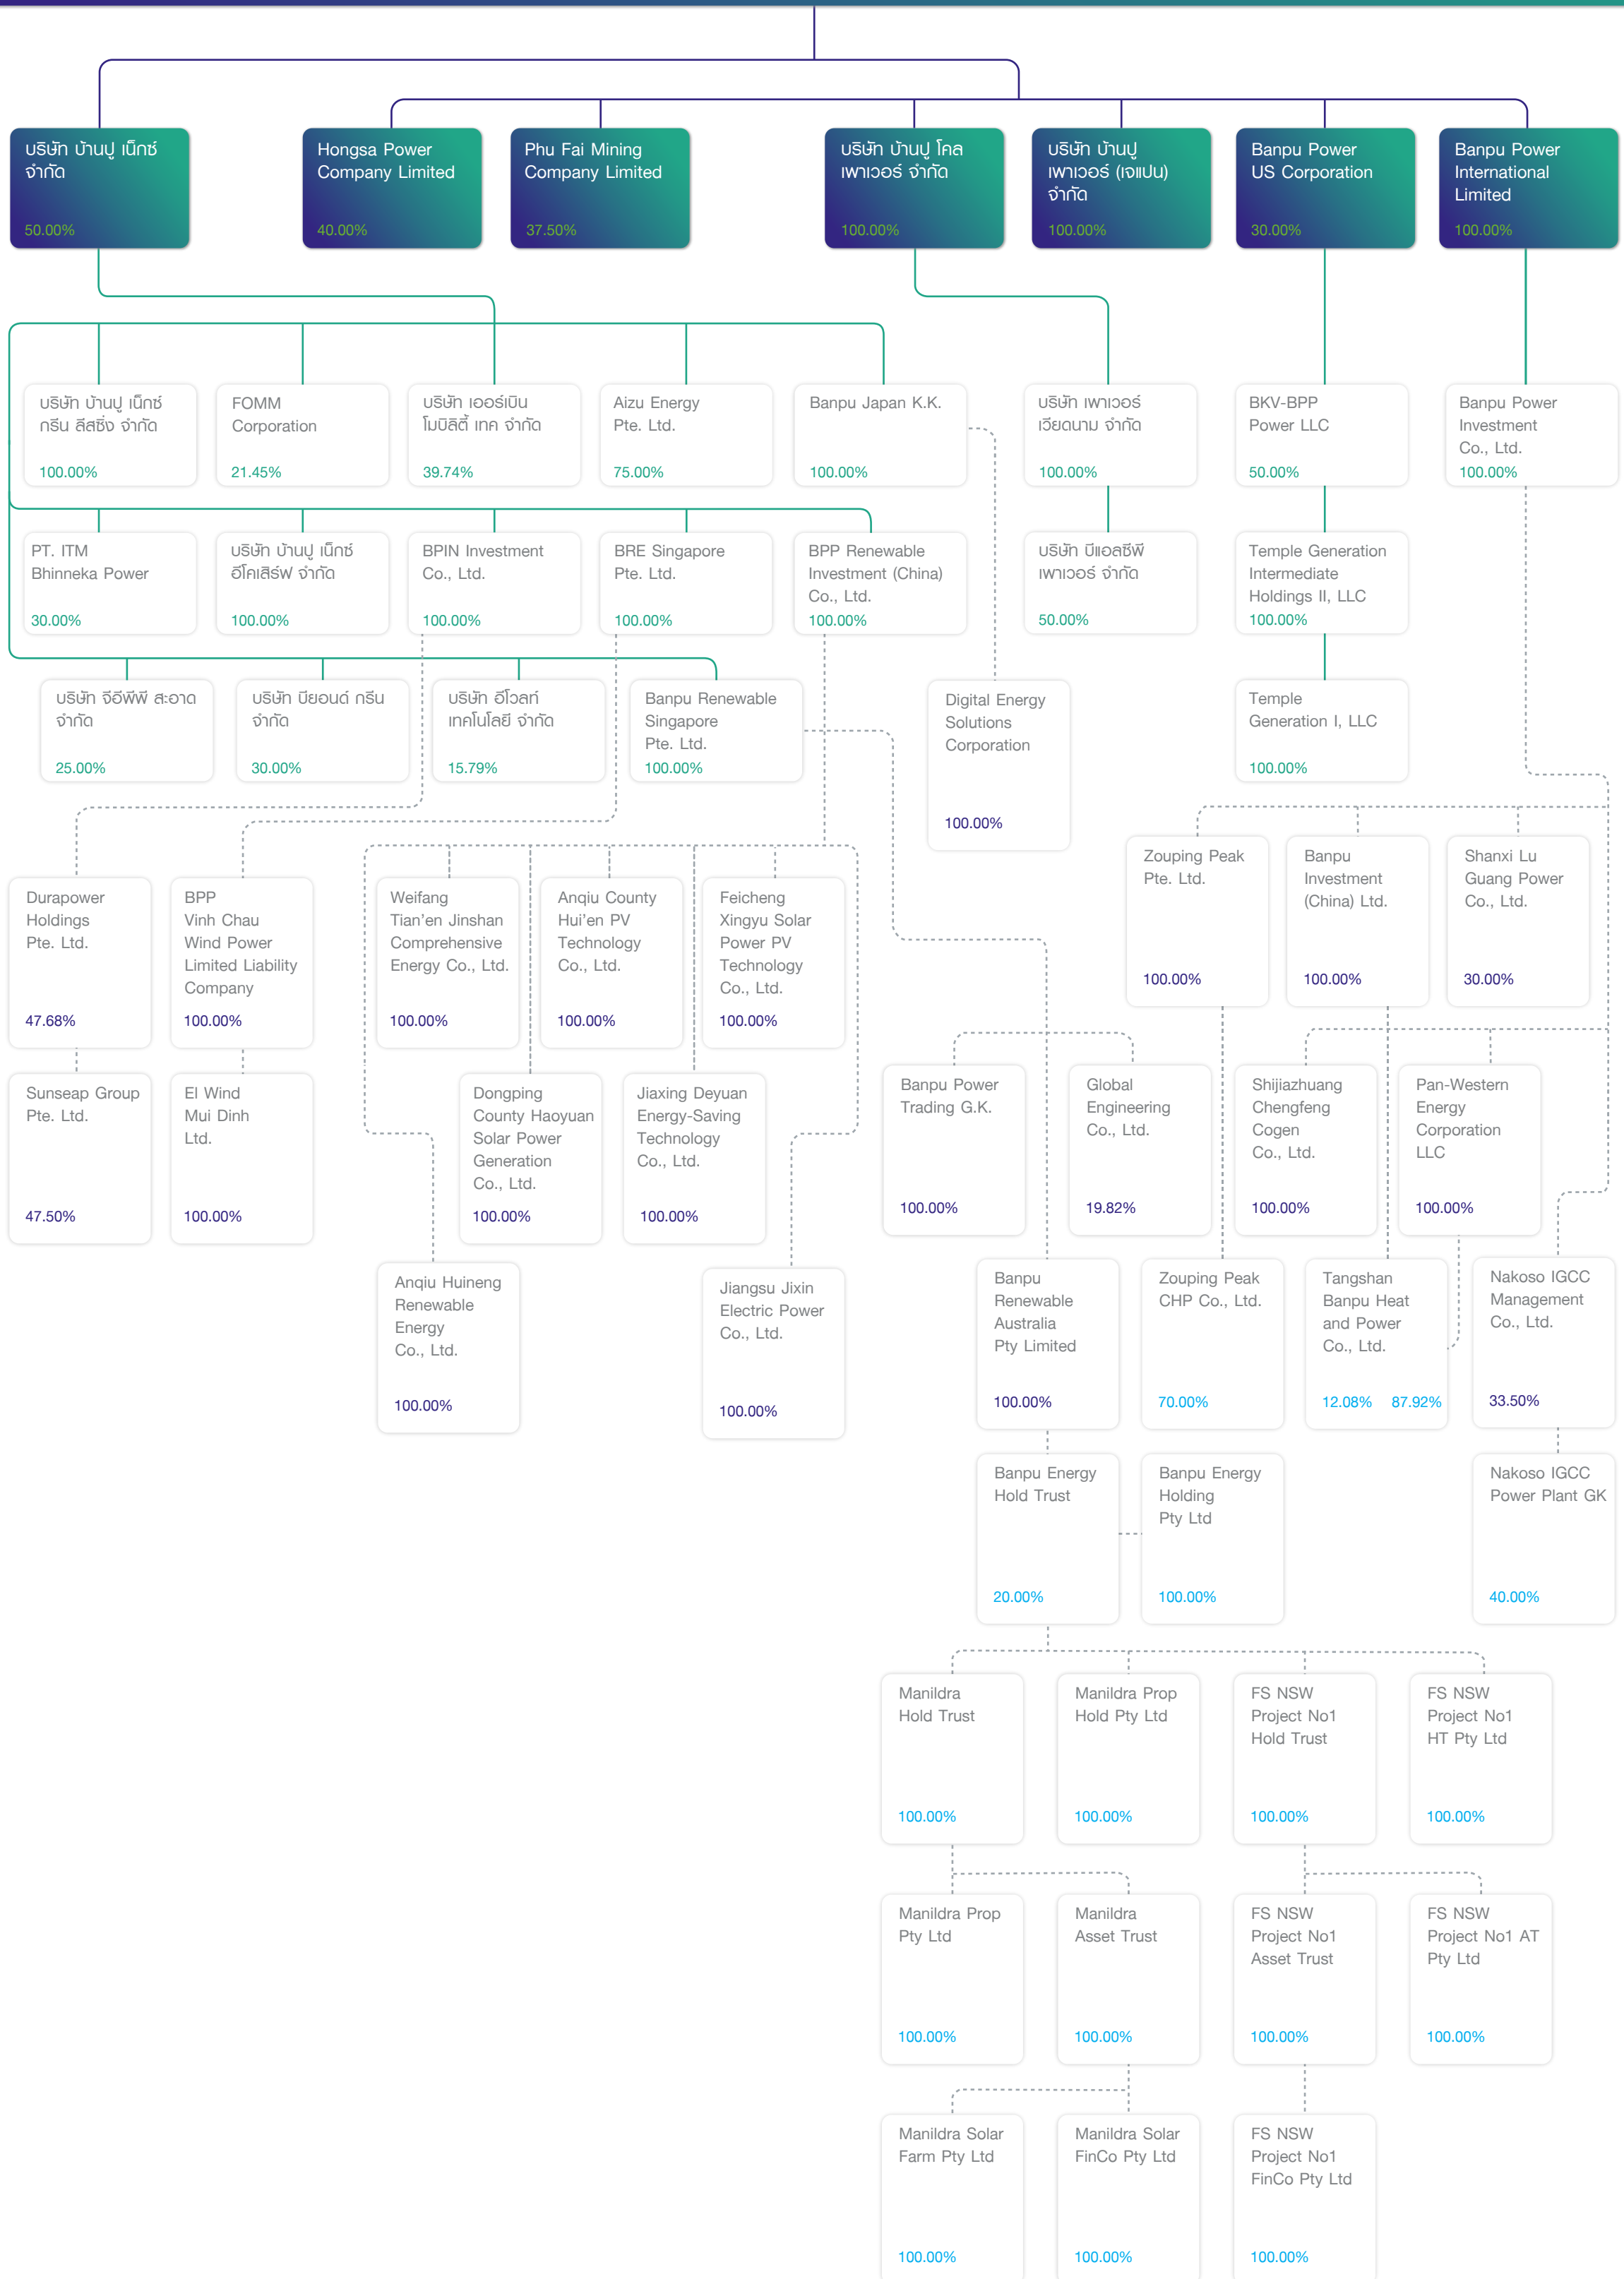 บริษัท บ้านปู เน็กซ์
จำกัด
50.00%
Hongsa Power
Company Limited
40.00%
Phu Fai Mining
Company Limited
37.50%
บริษัท บ้านปู โคล
เพาเวอร์ จำกัด
100.00%
บริษัท บ้านปู
เพาเวอร์ (เจแปน)
จำกัด
100.00%
Banpu Power
US Corporation
30.00%
Banpu Power
International
Limited
100.00%
บริษัท บ้านปู เน็กซ์
กรีน ลีสซิ่ง จำกัด
100.00%
FOMM
Corporation
21.45%
บริษัท เออร์เบิน
โมบิลิตี้ เทค จำกัด
39.74%
Aizu Energy
Pte. Ltd.
75.00%
Banpu Japan K.K.
100.00%
บริษัท เพาเวอร์
เวียดนาม จำกัด
100.00%
BKV-BPP
Power LLC
50.00%
Banpu Power
Investment
Co., Ltd.
100.00%
PT. ITM
Bhinneka Power
30.00%
บริษัท บ้านปู เน็กซ์
อีโคเสิร์ฟ จำกัด
100.00%
BPIN Investment
Co., Ltd.
100.00%
BRE Singapore
Pte. Ltd.
100.00%
BPP Renewable
Investment (China)
Co., Ltd.
100.00%
บริษัท บีแอลซีพี
เพาเวอร์ จำกัด
50.00%
Temple Generation
Intermediate
Holdings II, LLC
100.00%
บริษัท จีอีพีพี สะอาด
จำกัด
25.00%
บริษัท บียอนด์ กรีน
จำกัด
30.00%
บริษัท อีโวลท์
เทคโนโลยี จำกัด
15.79%
Banpu Renewable
Singapore
Pte. Ltd.
100.00%
Digital Energy
Solutions
Corporation
100.00%
Temple
Generation I, LLC
100.00%
Zouping Peak
Pte. Ltd.
100.00%
Banpu
Investment
(China) Ltd.
100.00%
Shanxi Lu
Guang Power
Co., Ltd.
30.00%
Durapower
Holdings
Pte. Ltd.
47.68%
BPP
Vinh Chau
Wind Power
Limited Liability
Company
100.00%
Weifang
Tian’en Jinshan
Comprehensive
Energy Co., Ltd.
100.00%
Anqiu County
Hui’en PV
Technology
Co., Ltd.
100.00%
Feicheng
Xingyu Solar
Power PV
Technology
Co., Ltd.
100.00%
Sunseap Group
Pte. Ltd.
47.50%
El Wind
Mui Dinh
Ltd.
100.00%
Dongping
County Haoyuan
Solar Power
Generation
Co., Ltd.
100.00%
Jiaxing Deyuan
Energy-Saving
Technology
Co., Ltd.
100.00%
Banpu Power
Trading G.K.
100.00%
Global
Engineering
Co., Ltd.
19.82%
Shijiazhuang
Chengfeng
Cogen
Co., Ltd.
100.00%
Pan-Western
Energy
Corporation
LLC
100.00%
Anqiu Huineng
Renewable
Energy
Co., Ltd.
100.00%
Jiangsu Jixin
Electric Power
Co., Ltd.
100.00%
Banpu
Renewable
Australia
Pty Limited
100.00%
Zouping Peak
CHP Co., Ltd.
70.00%
Tangshan
Banpu Heat
and Power
Co., Ltd.
12.08% 87.92%
Nakoso IGCC
Management
Co., Ltd.
33.50%
Banpu Energy
Hold Trust
20.00%
Banpu Energy
Holding
Pty Ltd
100.00%
Nakoso IGCC
Power Plant GK
40.00%
Manildra
Hold Trust
100.00%
Manildra Prop
Hold Pty Ltd
100.00%
FS NSW
Project No1
Hold Trust
100.00%
FS NSW
Project No1
HT Pty Ltd
100.00%
Manildra Prop
Pty Ltd
100.00%
Manildra
Asset Trust
100.00%
FS NSW
Project No1
Asset Trust
100.00%
FS NSW
Project No1 AT
Pty Ltd
100.00%
Manildra Solar
Farm Pty Ltd
100.00%
Manildra Solar
FinCo Pty Ltd
100.00%
FS NSW
Project No1
FinCo Pty Ltd
100.00%